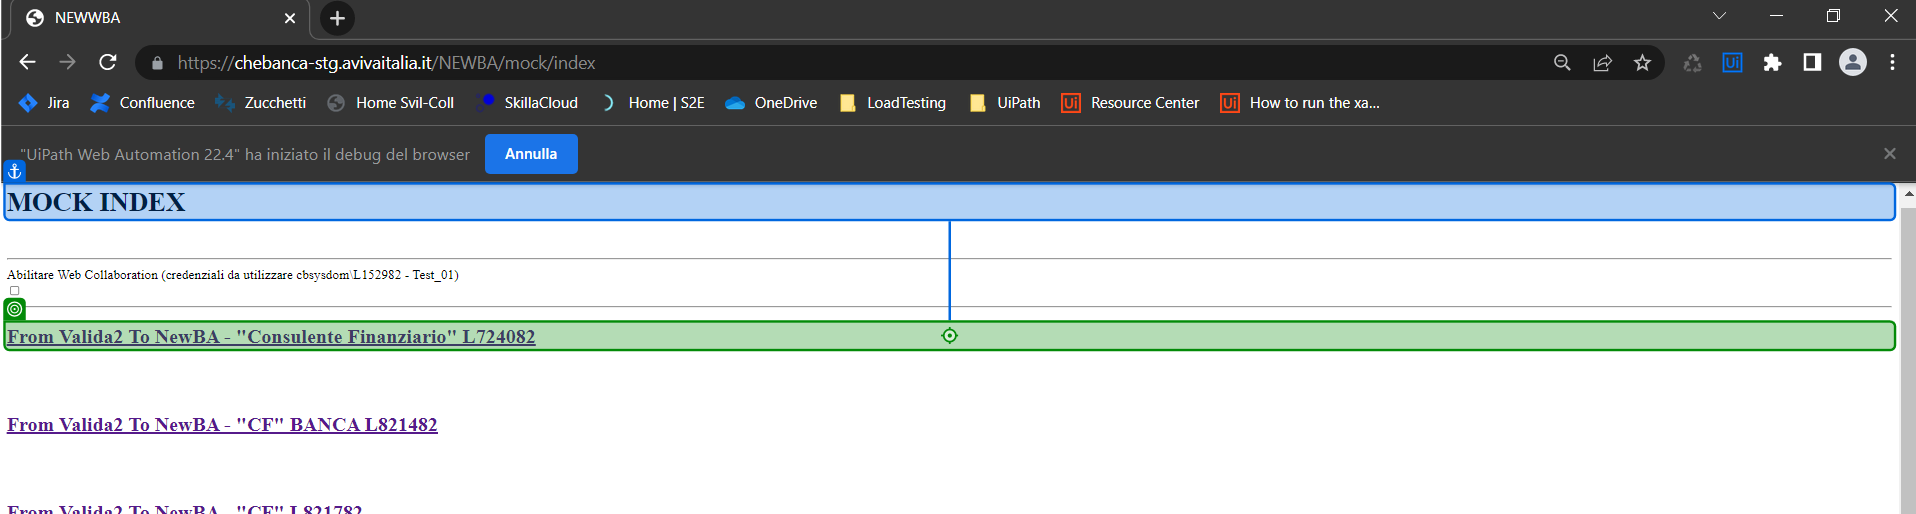 NEWWBA
https://chebanca-stg.avivaitalia.it/NEWBA/mock/index
Jira Confluence Zucchetti Home Svil-Coll SkillaCloud Home | S2E OneDrive LoadTesting UiPath Ui Resource Center Ui How to run the xa...
"UiPath Web Automation 22.4" ha iniziato il debug del browser Annulla
MOCK INDEX
Abilitare Web Collaboration (credenziali da utilizzare cbsysdom\L152982 - Test_01)
From Valida2 To NewBA - "Consulente Finanziario" L724082
From Valida2 To NewBA - "CF" BANCA L821482
From Valida2 To NewBA - "CF" L821782